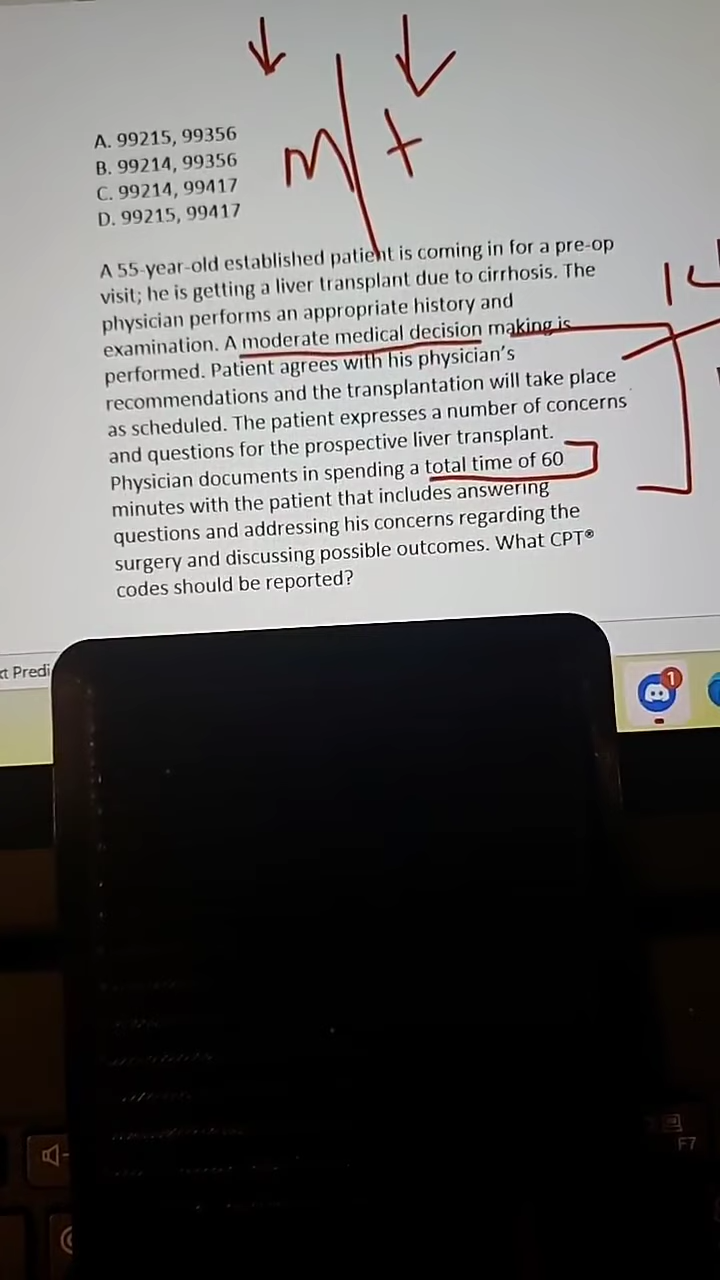 m/t
A. 99215, 99356
B. 99214, 99356
C. 99214, 99417
D. 99215, 99417
A 55-year-old established patient is coming in for a pre-op
visit; he is getting a liver transplant due to cirrhosis. The
physician performs an appropriate history and
examination. A moderate medical decision making is
performed. Patient agrees with his physician's
recommendations and the transplantation will take place
as scheduled. The patient expresses a number of concerns
and questions for the prospective liver transplant.
Physician documents in spending a total time of 60
minutes with the patient that includes answering
questions and addressing his concerns regarding the
surgery and discussing possible outcomes. What CPT®
codes should be reported?
xt Predi
1
F7